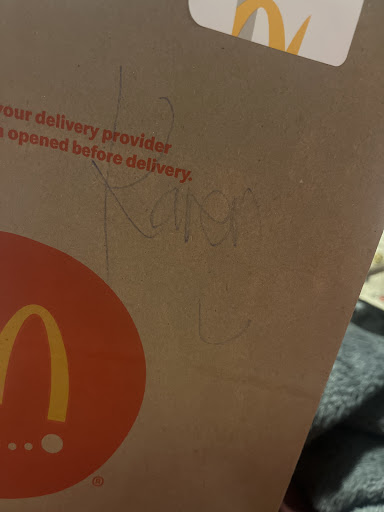 your delivery provider
n opened before delivery.
Karen
L
®